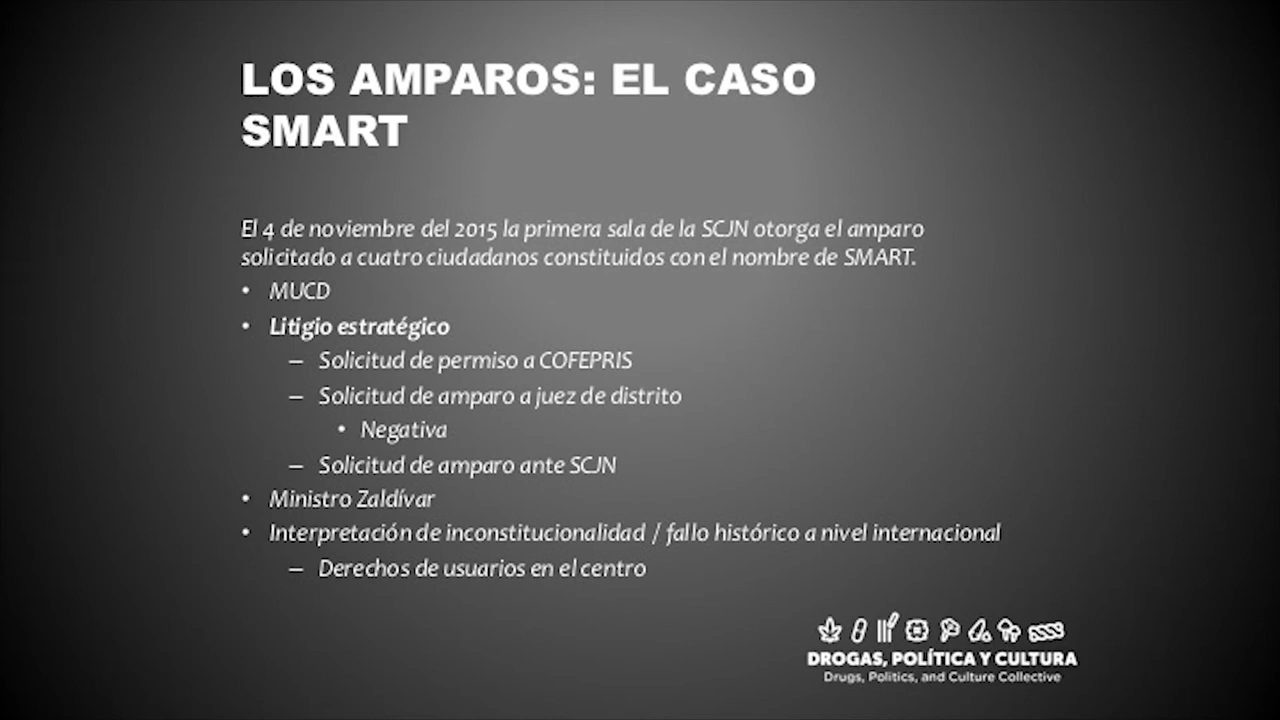 LOS AMPAROS: EL CASO
SMART
El 4 de noviembre del 2015 la primera sala de la SCJN otorga el amparo
solicitado a cuatro ciudadanos constituidos con el nombre de SMART.
• MUCD
• Litigio estratégico
– Solicitud de permiso a COFEPRIS
– Solicitud de amparo a juez de distrito
• Negativa
– Solicitud de amparo ante SCJN
• Ministro Zaldívar
• Interpretación de inconstitucionalidad / fallo histórico a nivel internacional
– Derechos de usuarios en el centro
DROGAS, POLÍTICA Y CULTURA
Drugs, Politics, and Culture Collective